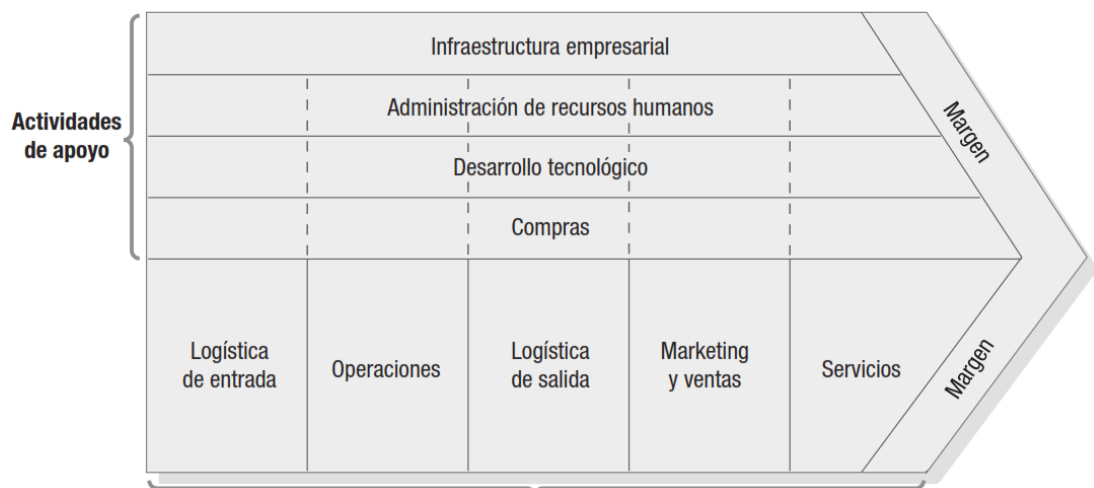 Infraestructura empresarial
Administración de recursos humanos
Actividades
de apoyo
Desarrollo tecnológico
Compras
Margen
Logística
de entrada
Operaciones
Logística
de salida
Marketing
y ventas
Servicios
Margen